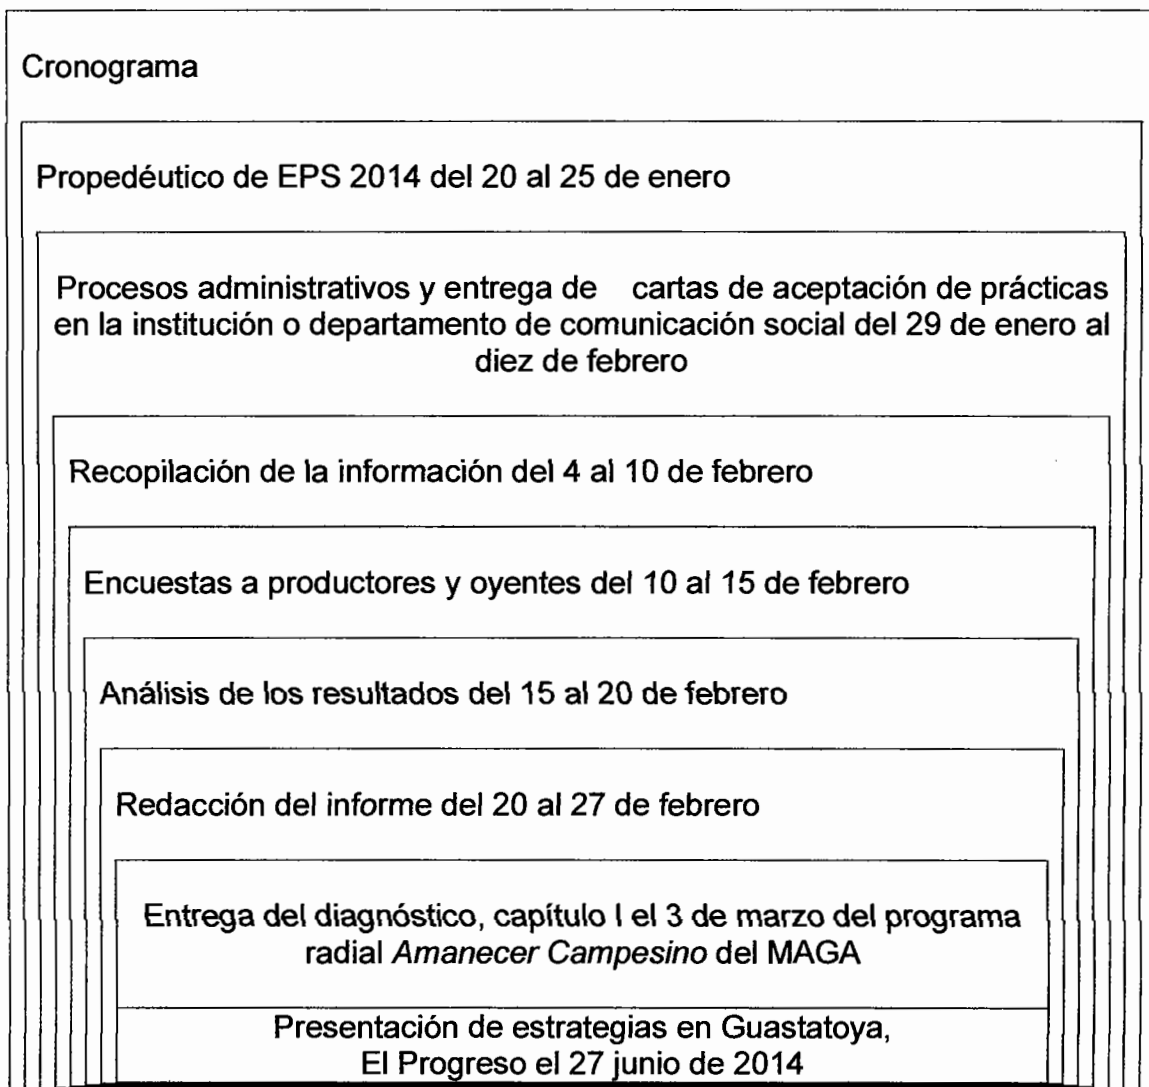 Cronograma
Propedéutico de EPS 2014 del 20 al 25 de enero
Procesos administrativos y entrega de cartas de aceptación de prácticas
en la institución o departamento de comunicación social del 29 de enero al
diez de febrero
Recopilación de la información del 4 al 10 de febrero
Encuestas a productores y oyentes del 10 al 15 de febrero
Análisis de los resultados del 15 al 20 de febrero
Redacción del informe del 20 al 27 de febrero
Entrega del diagnóstico, capítulo I el 3 de marzo del programa
radial Amanecer Campesino del MAGA
Presentación de estrategias en Guastatoya,
El Progreso el 27 junio de 2014